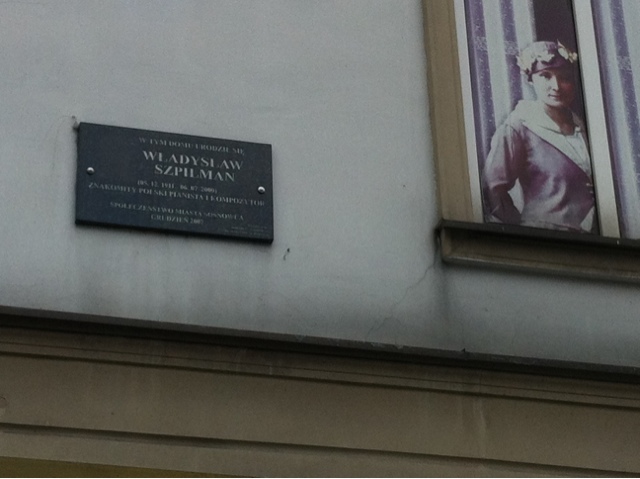 W TYM DOMU URODZIŁ SIĘ
WŁADYSŁAW
SZPILMAN
(05. 12. 1911 06. 07. 2000)
ZNAKOMITY POLSKI PIANISTA I KOMPOZYTOR
SPOŁECZEŃSTWO MIASTA SOSNOWCA
GRUDZIEŃ 2007